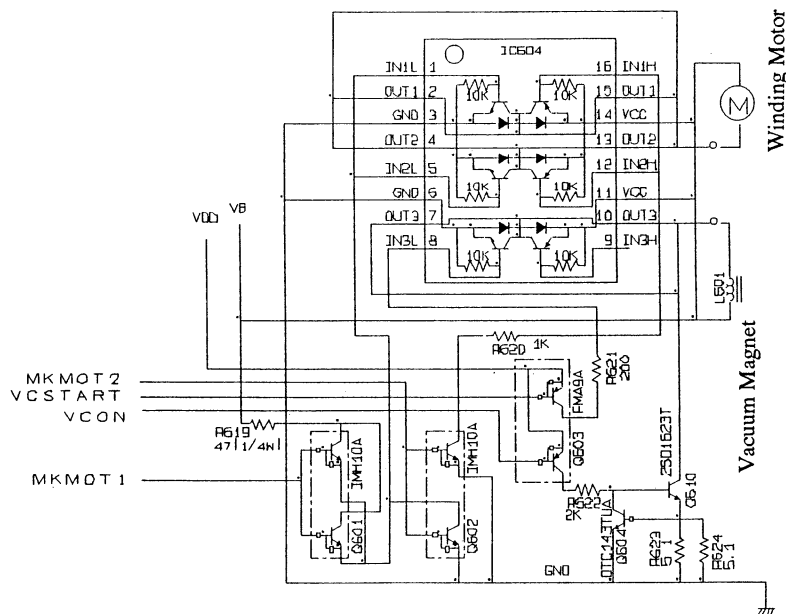 IC604
IN1L 1
16 IN1H
OUT1 2
10K
10K
15 OUT1
GND 3
14 VCC
OUT2 4
13 OUT2
IN2L 5
12 IN2H
GND 6
10K
10K
11 VCC
OUT3 7
10 OUT3
IN3L 8
10K
10K
9 IN3H
M
Winding Motor
VDD
VB
L601
Vacuum Magnet
R620
1K
R621
200
MKMOT2
VCSTART
VCON
FMA9A
Q603
R619
47(1/4W)
IMH10A
IMH10A
MKMOT1
Q601
Q602
R622
2K
2SD1623T
Q610
DTC143TUA
Q604
R623
5.1
R624
5.1
GND